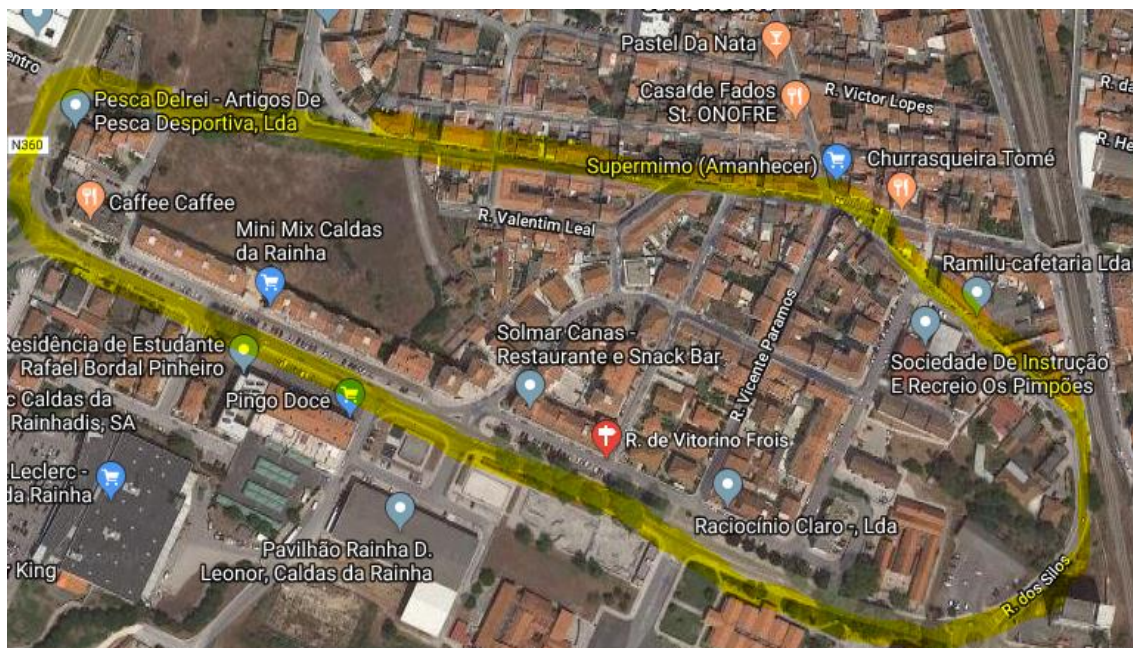 entro
Pastel Da Nata
R. Victor Lopes
R. da
Casa de Fados
St. ONOFRE
Pesca Delrei - Artigos De
Pesca Desportiva, Lda
N360
R. He
Supermimo (Amanhecer)
Churrasqueira Tomé
Caffee Caffee
R. Valentim Leal
Mini Mix Caldas
da Rainha
Ramilu-cafetaria Lda
R. Vicente Paramos
Residência de Estudante
Rafael Bordal Pinheiro
Solmar Canas -
Restaurante e Snack Bar
Sociedade De Instrução
E Recreio Os Pimpões
Pingo Doce
c Caldas da
Rainhadis, SA
R. de Vitorino Frois
Leclerc -
da Rainha
Raciocínio Claro -, Lda
Pavilhão Rainha D.
Leonor, Caldas da Rainha
r King
R. dos Silos